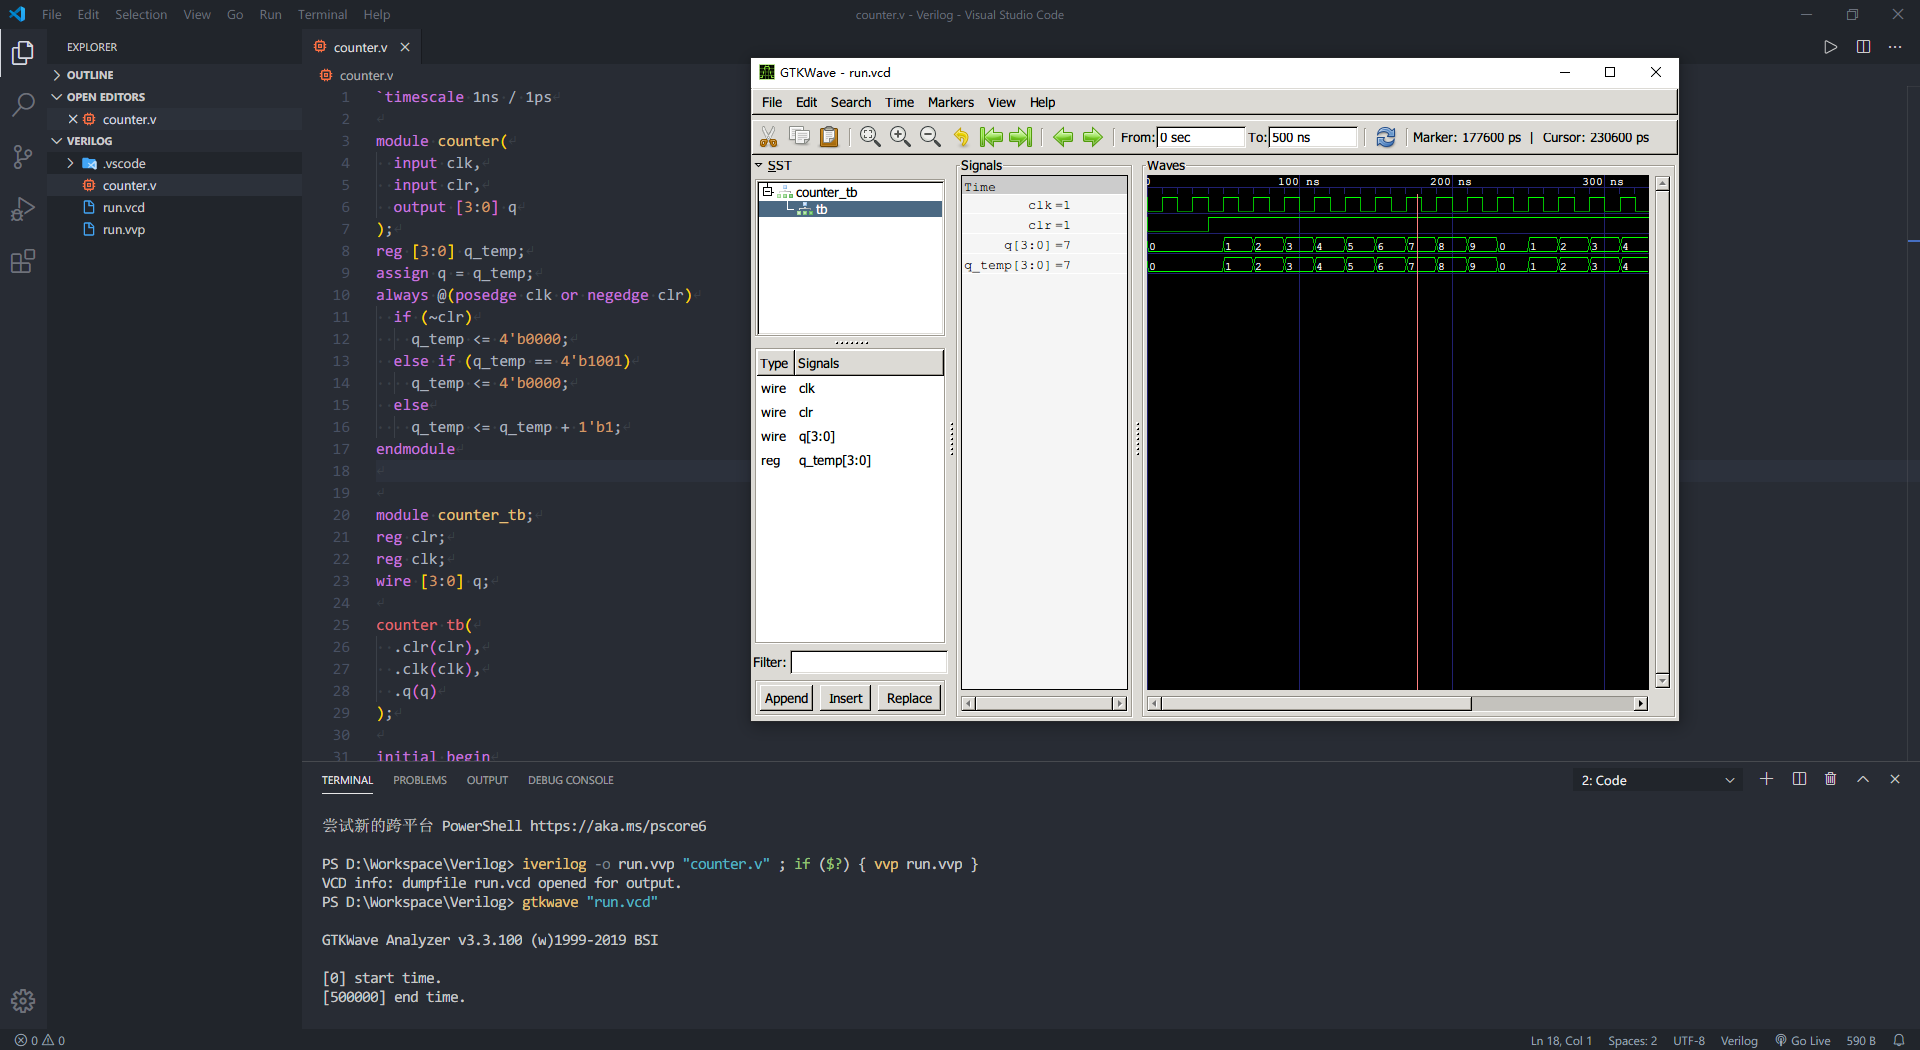 File Edit Selection View Go Run Terminal Help
counter.v - Verilog - Visual Studio Code
EXPLORER
OUTLINE
OPEN EDITORS
counter.v
VERILOG
.vscode
counter.v
run.vcd
run.vvp
counter.v
counter.v
1 `timescale 1ns / 1ps
2
3 module counter(
4 input clk,
5 input clr,
6 output [3:0] q
7 );
8 reg [3:0] q_temp;
9 assign q = q_temp;
10 always @(posedge clk or negedge clr)
11 if (~clr)
12 q_temp <= 4'b0000;
13 else if (q_temp == 4'b1001)
14 q_temp <= 4'b0000;
15 else
16 q_temp <= q_temp + 1'b1;
17 endmodule
18
19
20 module counter_tb;
21 reg clr;
22 reg clk;
23 wire [3:0] q;
24
25 counter tb(
26 .clr(clr),
27 .clk(clk),
28 .q(q)
29 );
30
31 initial begin
GTKWave - run.vcd
File Edit Search Time Markers View Help
From: 0 sec To: 500 ns Marker: 177600 ps | Cursor: 230600 ps
SST
counter_tb
tb
Type Signals
wire clk
wire clr
wire q[3:0]
reg q_temp[3:0]
Filter:
Append Insert Replace
Signals
Time
clk =1
clr =1
q[3:0] =7
q_temp[3:0] =7
Waves
0 100 ns 200 ns 300 ns
0 1 2 3 4 5 6 7 8 9 0 1 2 3 4
0 1 2 3 4 5 6 7 8 9 0 1 2 3 4
TERMINAL PROBLEMS OUTPUT DEBUG CONSOLE
2: Code
尝试新的跨平台 PowerShell https://aka.ms/pscore6
PS D:\Workspace\Verilog> iverilog -o run.vvp "counter.v" ; if ($?) { vvp run.vvp }
VCD info: dumpfile run.vcd opened for output.
PS D:\Workspace\Verilog> gtkwave "run.vcd"
GTKWave Analyzer v3.3.100 (w)1999-2019 BSI
[0] start time.
[500000] end time.
0 0
Ln 18, Col 1 Spaces: 2 UTF-8 Verilog Go Live 590 B